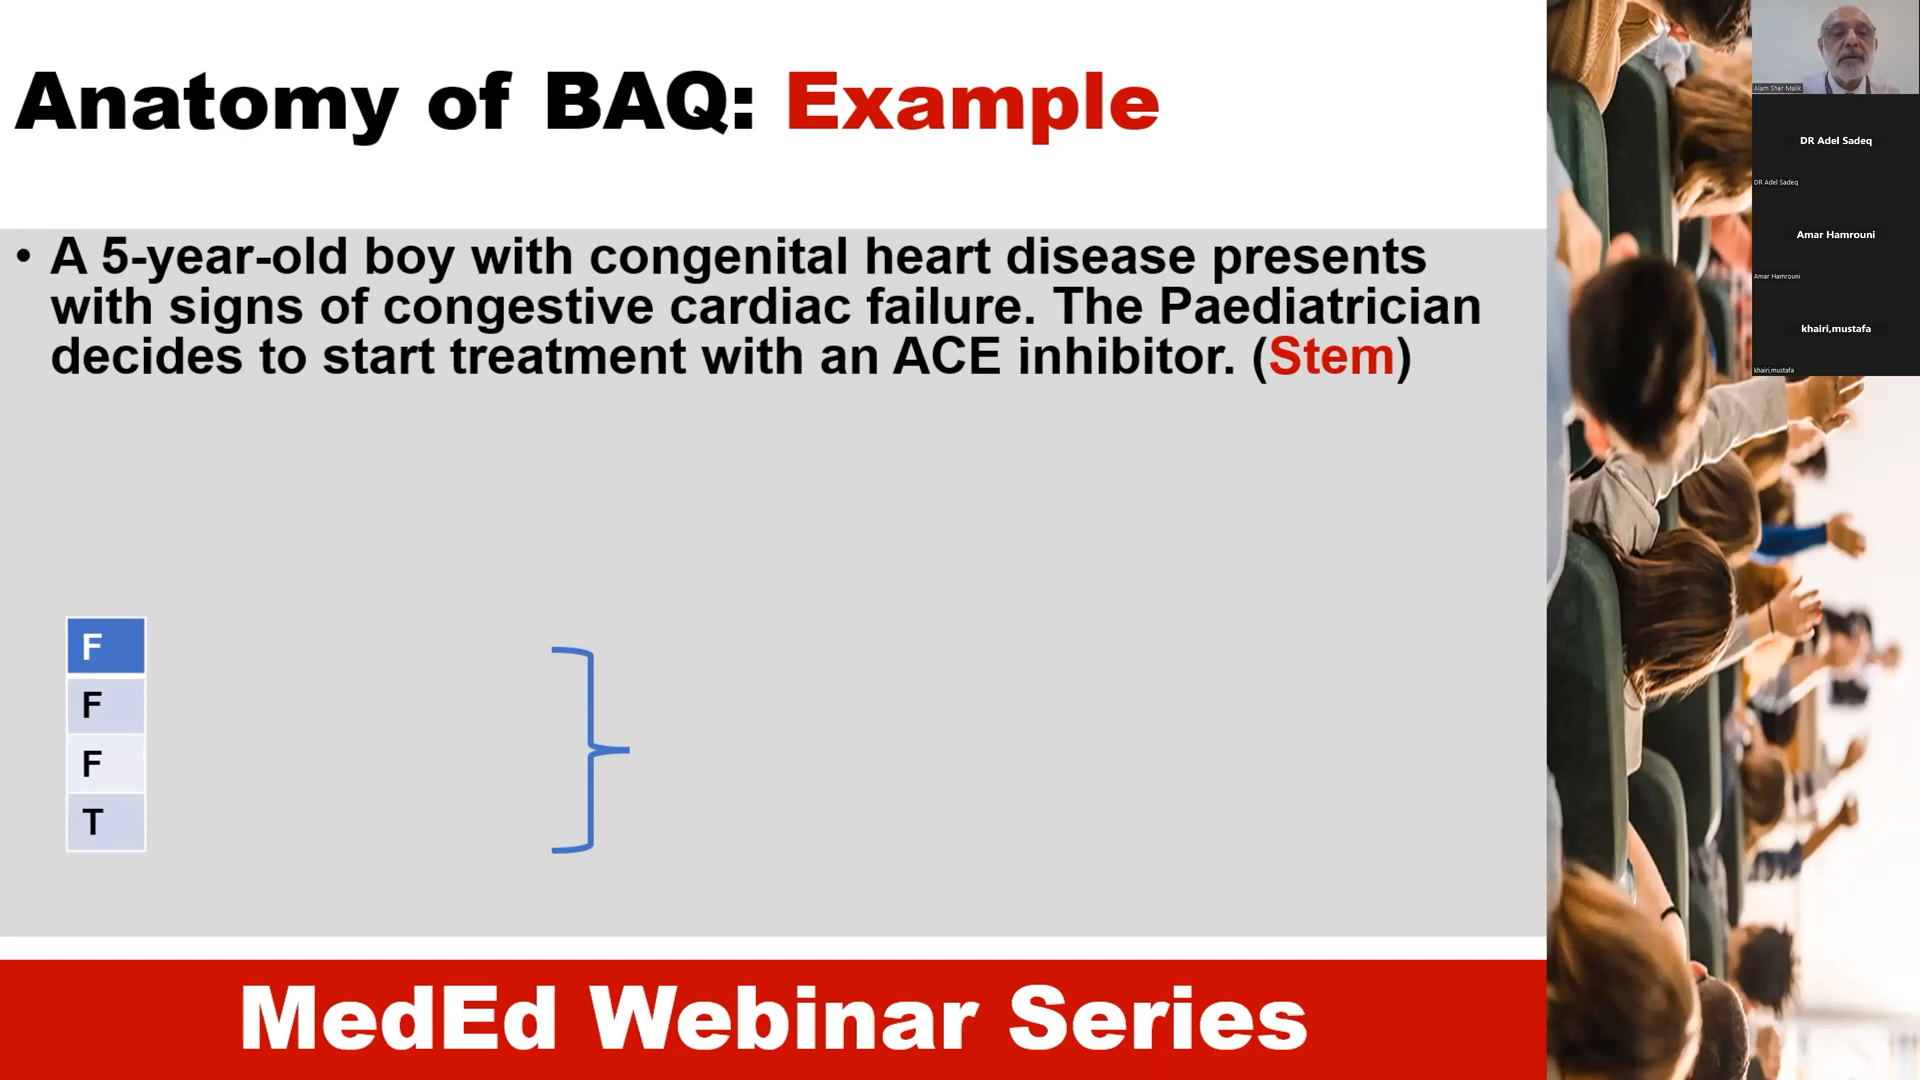 Anatomy of BAQ: Example
• A 5-year-old boy with congenital heart disease presents
with signs of congestive cardiac failure. The Paediatrician
decides to start treatment with an ACE inhibitor. (Stem)
F
F
F
T
MedEd Webinar Series
Alam Sher Malik
DR Adel Sadeq
DR Adel Sadeq
Amar Hamrouni
Amar Hamrouni
khairi,mustafa
khairi,mustafa